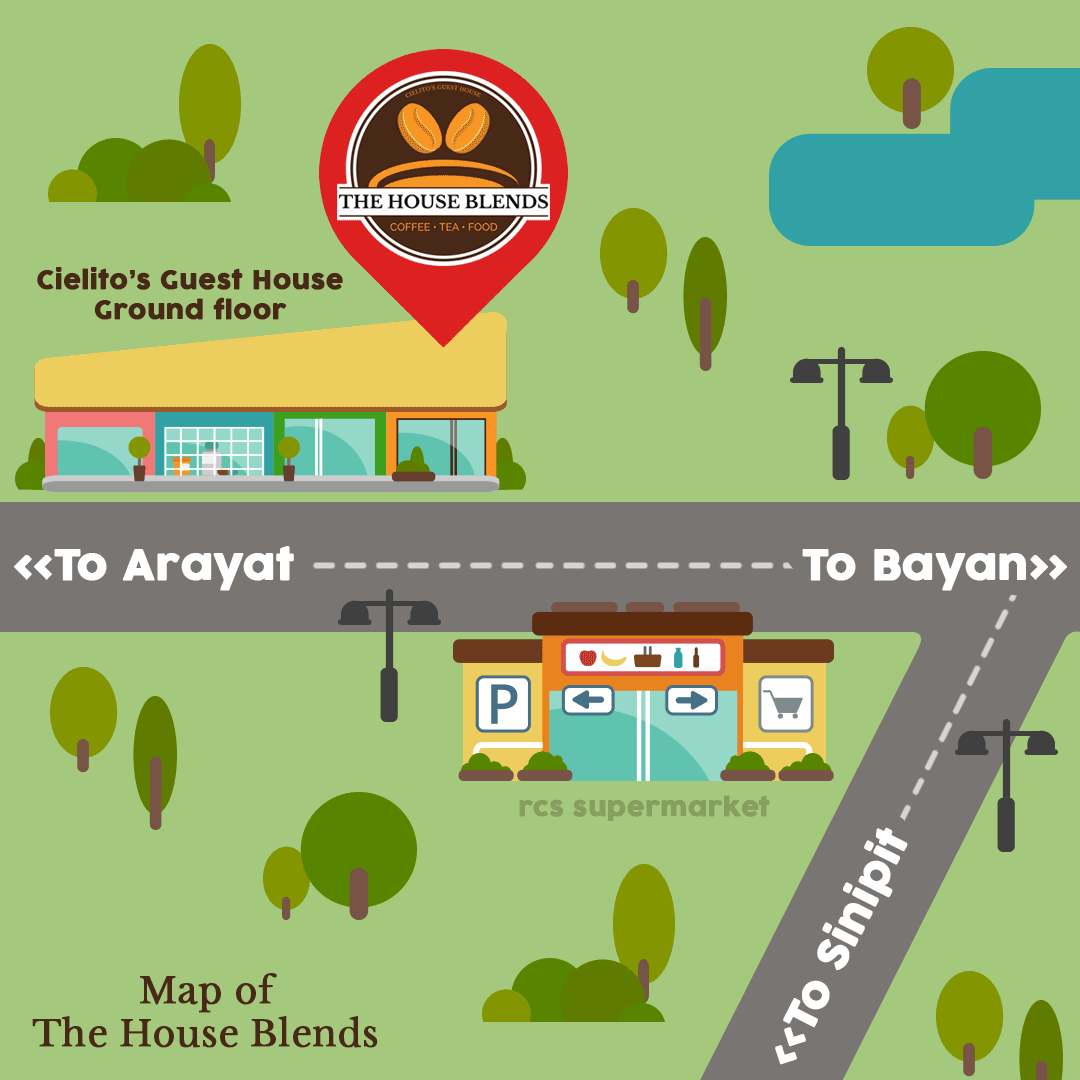 CIELITO'S GUEST HOUSE
THE HOUSE BLENDS
COFFEE • TEA • FOOD
Cielito's Guest House
Ground floor
<<To Arayat
To Bayan>>
P
rcs supermarket
<<To Sinipit
Map of
The House Blends